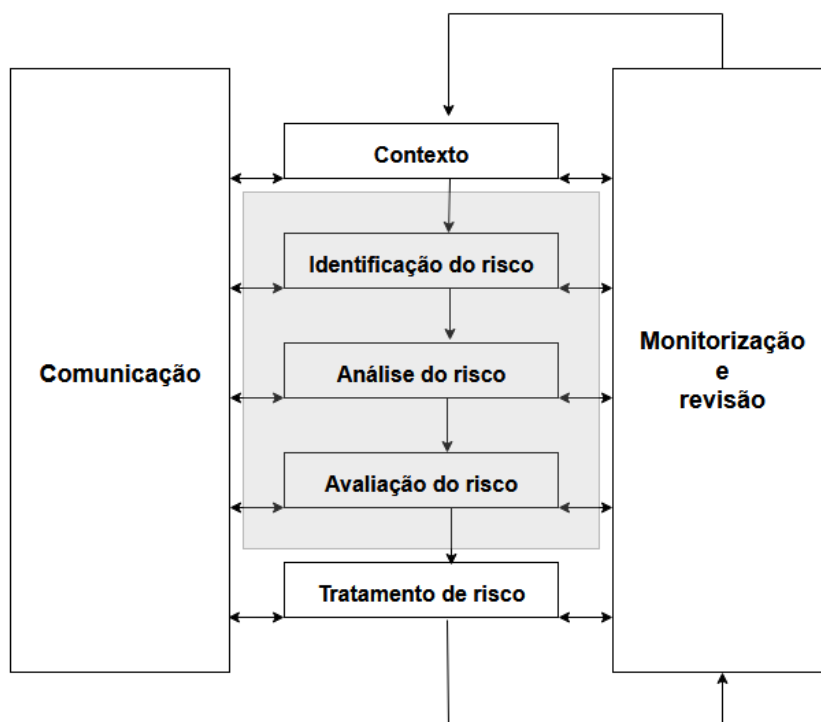 Contexto
Identificação do risco
Comunicação
Análise do risco
Monitorização
e
revisão
Avaliação do risco
Tratamento de risco